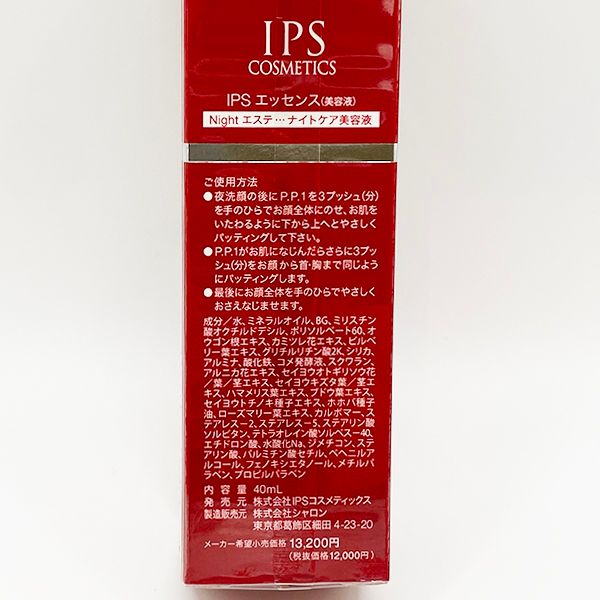 IPS
COSMETICS
IPS エッセンス(美容液)
Night エステ…ナイトケア美容液
ご使用方法
●夜洗顔の後にP.P.1を3プッシュ(分)
を手のひらでお顔全体にのせ、お肌を
いたわるように下から上へとやさしく
パッティングして下さい。
●P.P.1がお肌になじんだらさらに3プッ
シュ(分)をお顔から首・胸まで同じよう
にパッティングします。
●最後にお顔全体を手のひらでやさしく
おさえなじませます。
成分/水、ミネラルオイル、BG、ミリスチン
酸オクチルドデシル、ポリソルベート60、オ
ウゴン根エキス、カミツレ花エキス、ビルベ
リー葉エキス、グリチルリチン酸2K、シリカ、
アルミナ、酸化鉄、コメ発酵液、スクワラン、
アルニカ花エキス、セイヨウオトギリソウ花
/葉/茎エキス、セイヨウキズタ葉/茎エ
キス、ハマメリス葉エキス、ブドウ葉エキス、
セイヨウトチノキ種子エキス、ホホバ種子
油、ローズマリー葉エキス、カルボマー、ス
テアレス-2、ステアレス-5、ステアリン酸
ソルビタン、テトラオレイン酸ソルベス-40、
エチドロン酸、水酸化Na、ジメチコン、ステ
アリン酸、パルミチン酸セチル、ベヘニルア
ルコール、フェノキシエタノール、メチルパ
ラベン、プロピルパラベン
内容量 40mL
発売元 株式会社IPSコスメティックス
製造販売元 株式会社シャロン
東京都葛飾区細田 4-23-20
メーカー希望小売価格 13,200円
(税抜価格12,000円)